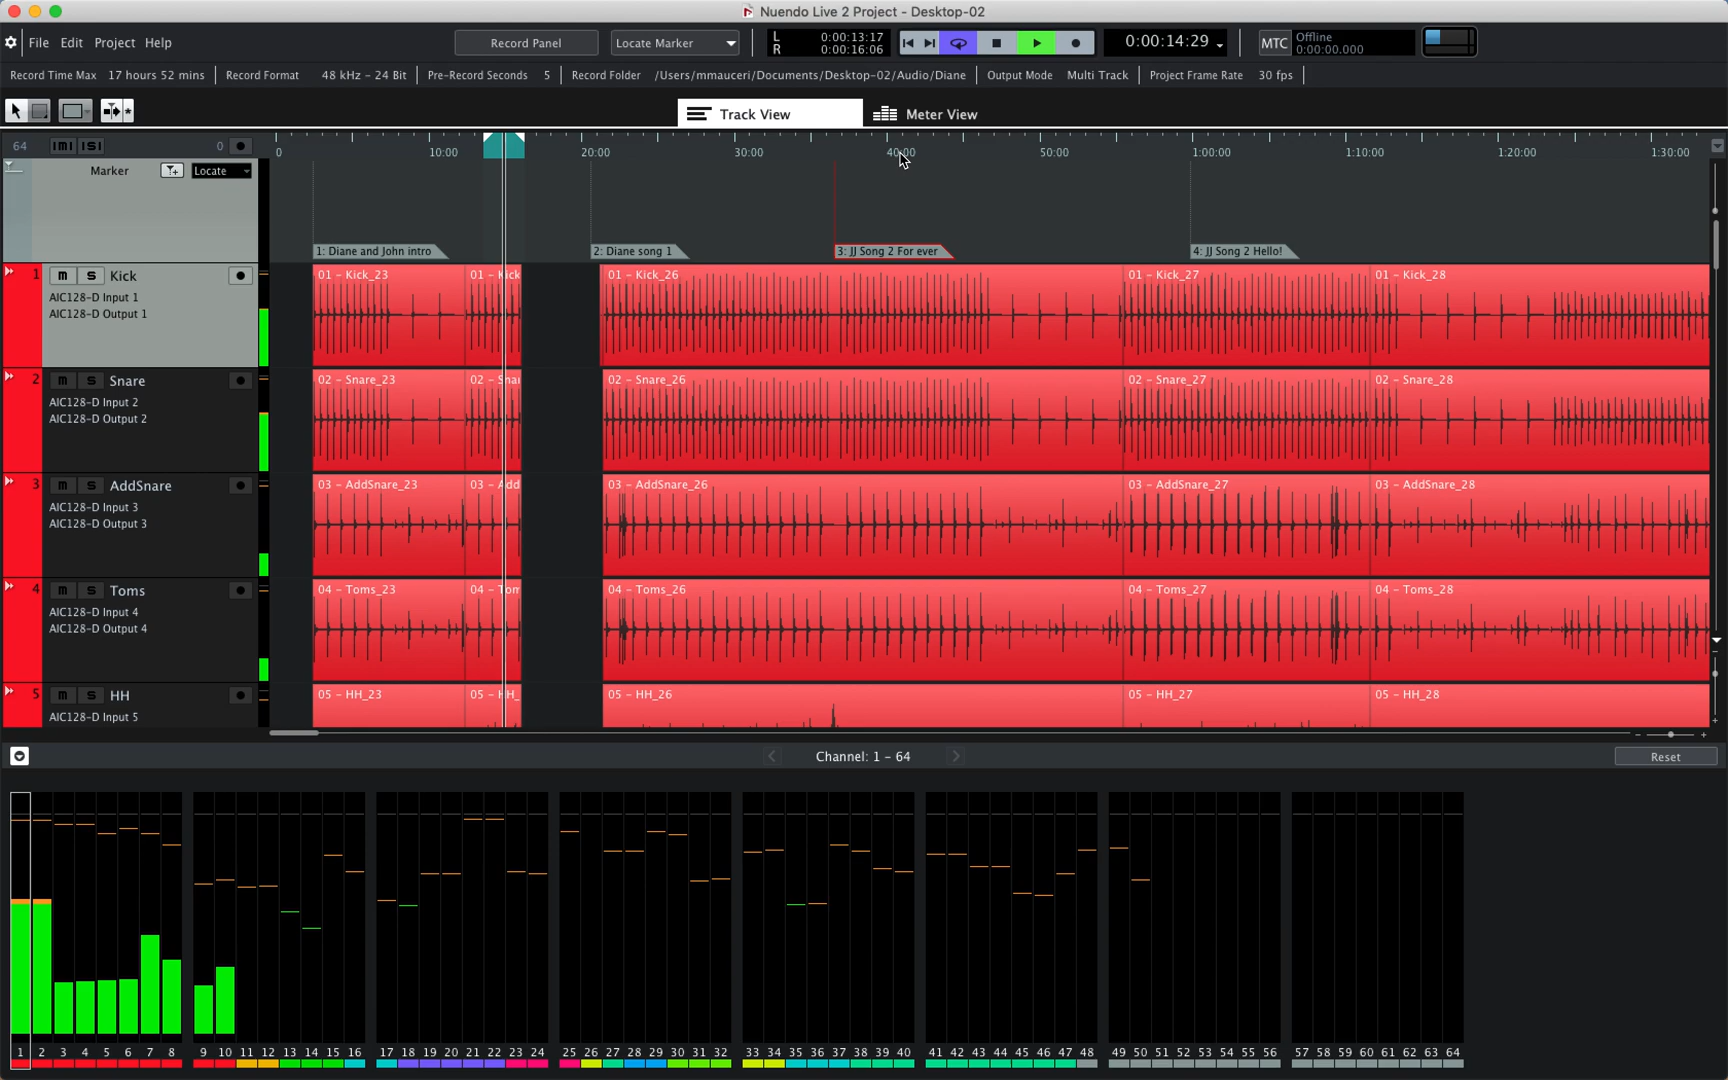 Nuendo Live 2 Project - Desktop-02
File Edit Project Help
Record Panel
Locate Marker
L 0:00:13:17
R 0:00:16:06
0:00:14:29
MTC Offline
0:00:00.000
Record Time Max 17 hours 52 mins Record Format 48 kHz - 24 Bit Pre-Record Seconds 5 Record Folder /Users/mmauceri/Documents/Desktop-02/Audio/Diane Output Mode Multi Track Project Frame Rate 30 fps
Track View Meter View
64 |M| |S| 0
0 10:00 20:00 30:00 40:00 50:00 1:00:00 1:10:00 1:20:00 1:30:00
Marker Locate
1: Diane and John intro 2: Diane song 1 3: JJ Song 2 For ever 4: JJ Song 2 Hello!
1 m s Kick
AIC128-D Input 1
AIC128-D Output 1
01 - Kick_23 01 - Kick 01 - Kick_26 01 - Kick_27 01 - Kick_28
2 m s Snare
AIC128-D Input 2
AIC128-D Output 2
02 - Snare_23 02 - Snar 02 - Snare_26 02 - Snare_27 02 - Snare_28
3 m s AddSnare
AIC128-D Input 3
AIC128-D Output 3
03 - AddSnare_23 03 - Add 03 - AddSnare_26 03 - AddSnare_27 03 - AddSnare_28
4 m s Toms
AIC128-D Input 4
AIC128-D Output 4
04 - Toms_23 04 - Tom 04 - Toms_26 04 - Toms_27 04 - Toms_28
5 m s HH
AIC128-D Input 5
05 - HH_23 05 - HH_ 05 - HH_26 05 - HH_27 05 - HH_28
Channel: 1 - 64
Reset
1 2 3 4 5 6 7 8 9 10 11 12 13 14 15 16 17 18 19 20 21 22 23 24 25 26 27 28 29 30 31 32 33 34 35 36 37 38 39 40 41 42 43 44 45 46 47 48 49 50 51 52 53 54 55 56 57 58 59 60 61 62 63 64